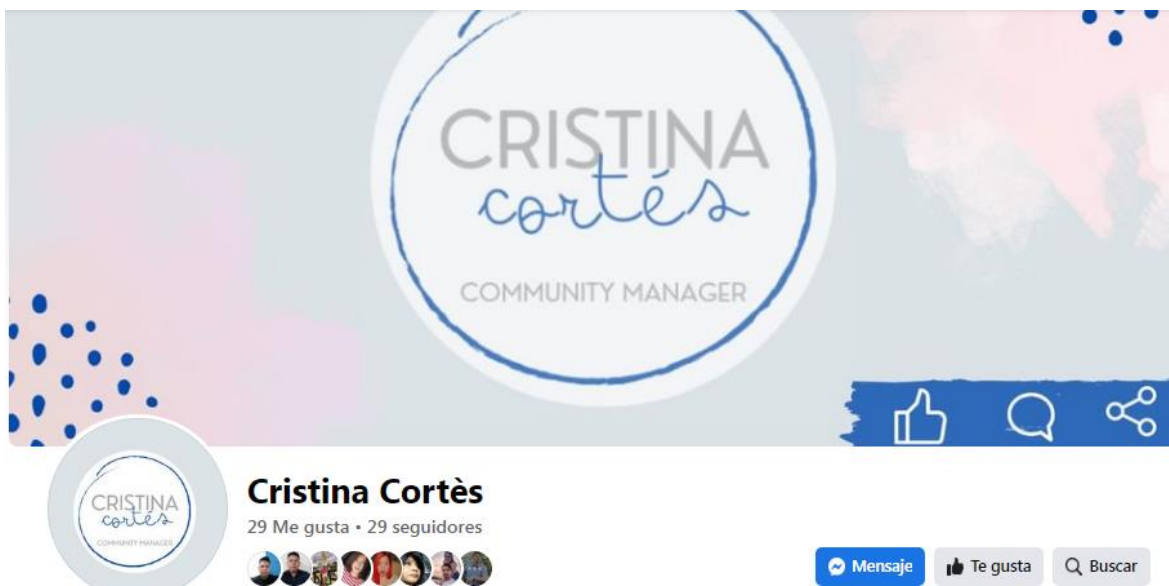 CRISTINA
cortés
COMMUNITY MANAGER
CRISTINA
cortés
COMMUNITY MANAGER
Cristina Cortès
29 Me gusta • 29 seguidores
Mensaje
Te gusta
Buscar